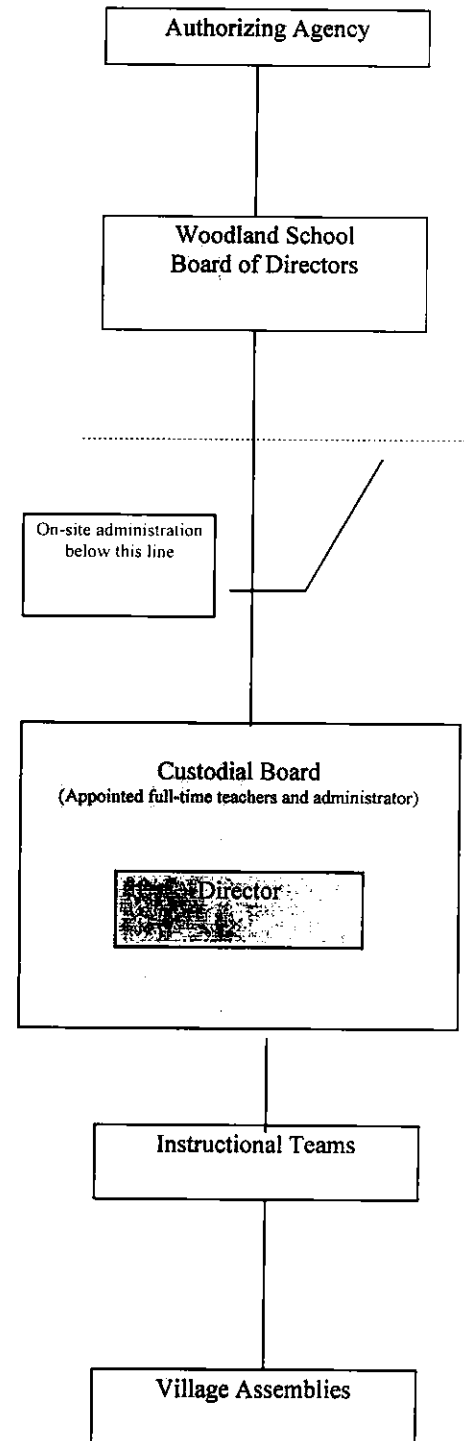 Authorizing Agency
Woodland School
Board of Directors
On-site administration
below this line
Custodial Board
(Appointed full-time teachers and administrator)
Director
Instructional Teams
Village Assemblies